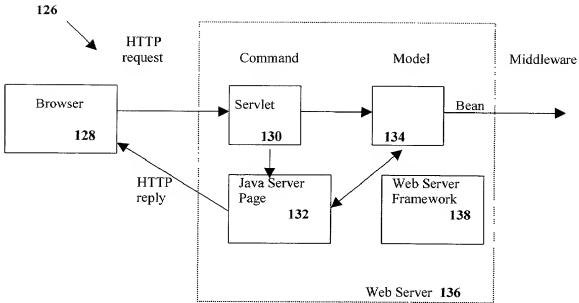 126
HTTP
request
Command
Model
Middleware
Browser
128
Servlet
130
134
Bean
HTTP
reply
Java Server
Page
132
Web Server
Framework
138
Web Server 136